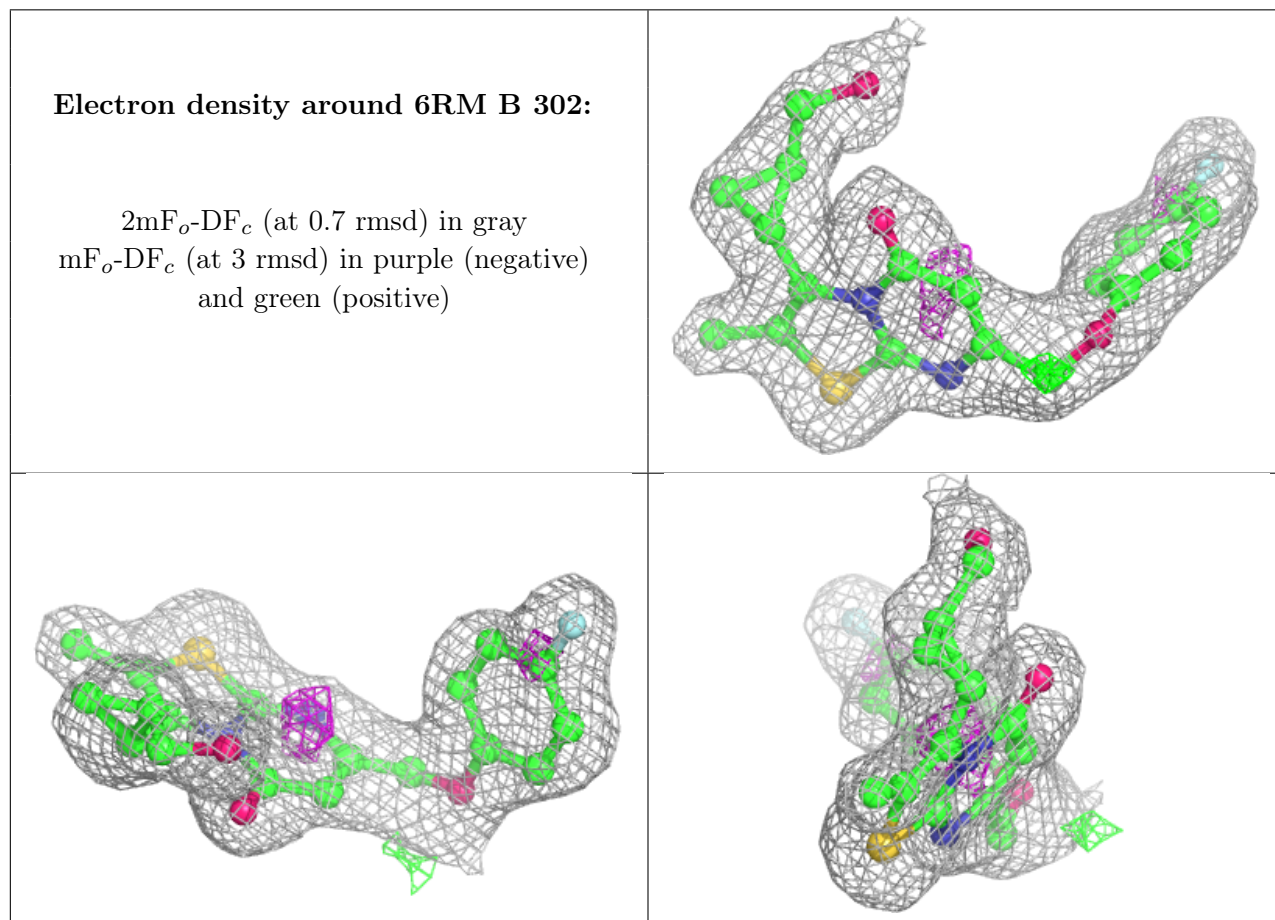 Electron density around 6RM B 302:
2mFo-DFc (at 0.7 rmsd) in gray
mFo-DFc (at 3 rmsd) in purple (negative)
and green (positive)